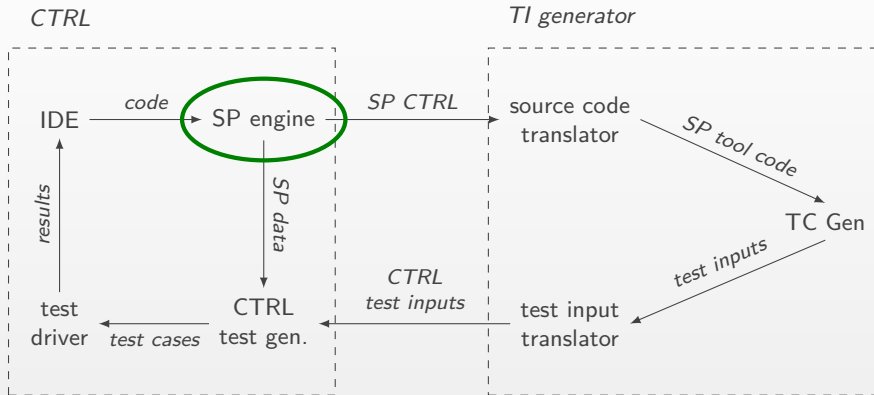 CTRL
TI generator
IDE
code
SP engine
SP CTRL
source code
translator
SP tool code
TC Gen
test inputs
test input
translator
CTRL
test inputs
SP data
CTRL
test gen.
test cases
test
driver
results